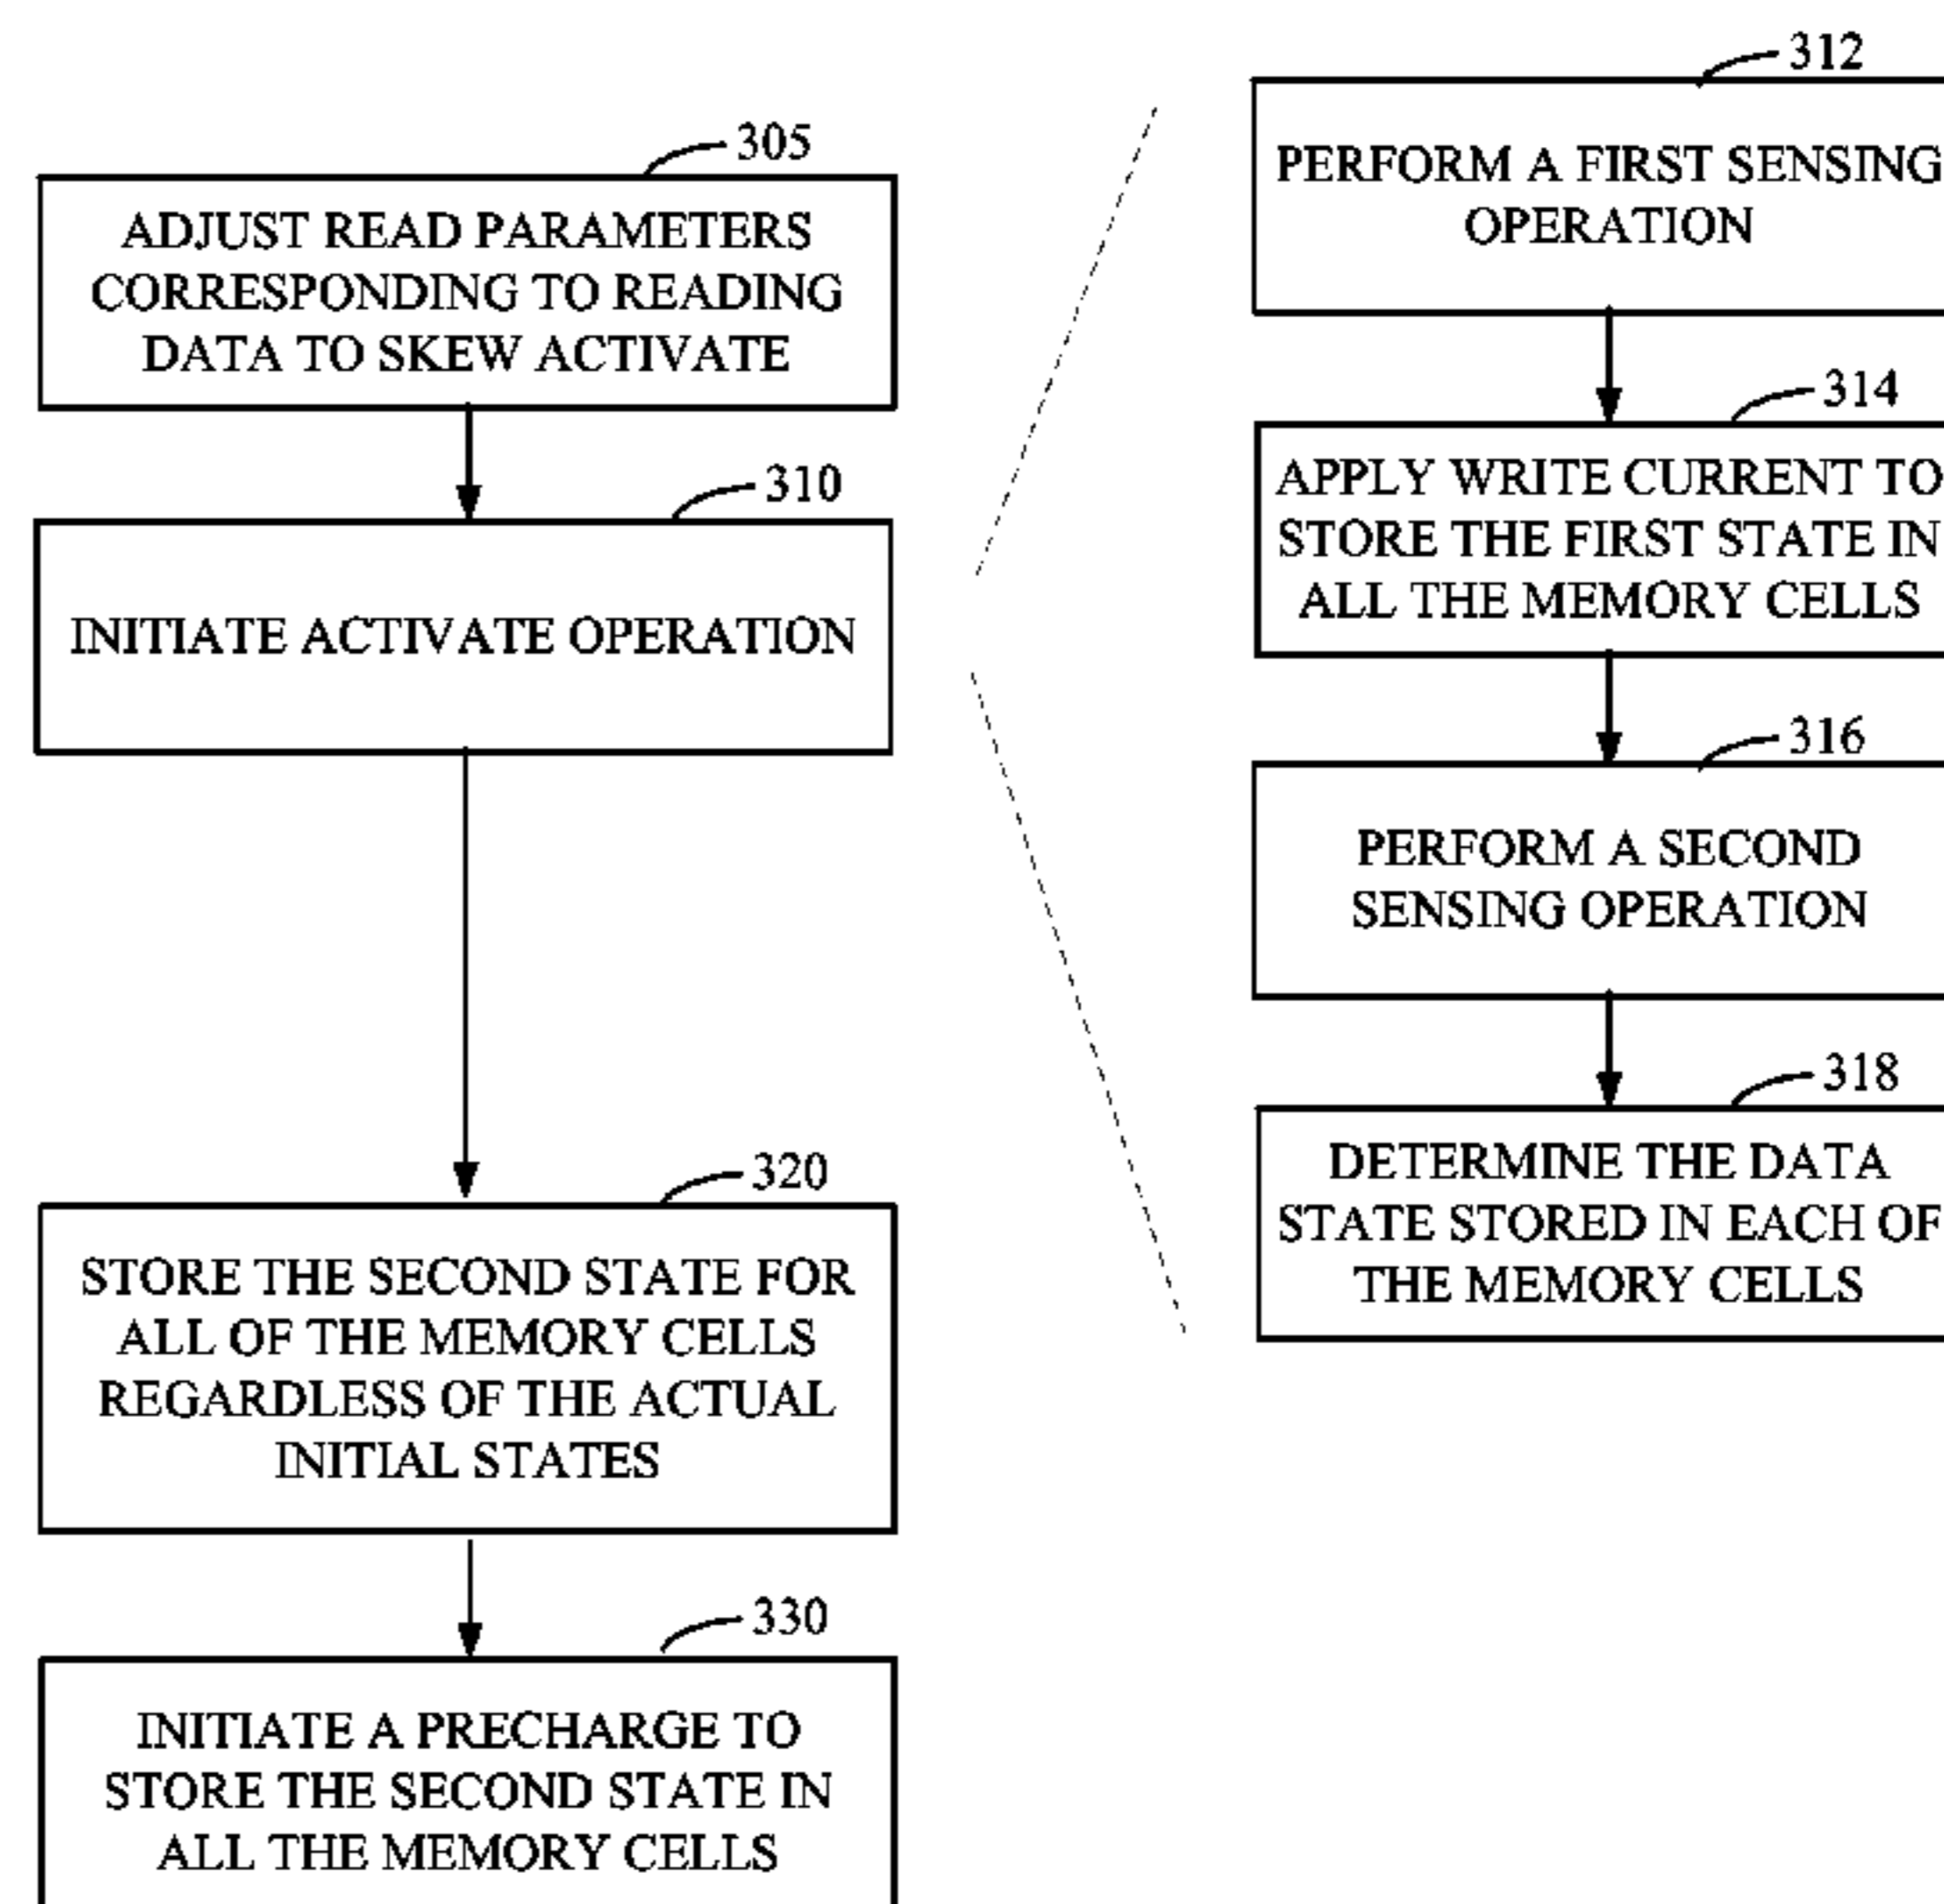 305
ADJUST READ PARAMETERS
CORRESPONDING TO READING
DATA TO SKEW ACTIVATE
310
INITIATE ACTIVATE OPERATION
320
STORE THE SECOND STATE FOR
ALL OF THE MEMORY CELLS
REGARDLESS OF THE ACTUAL
INITIAL STATES
330
INITIATE A PRECHARGE TO
STORE THE SECOND STATE IN
ALL THE MEMORY CELLS
312
PERFORM A FIRST SENSING
OPERATION
314
APPLY WRITE CURRENT TO
STORE THE FIRST STATE IN
ALL THE MEMORY CELLS
316
PERFORM A SECOND
SENSING OPERATION
318
DETERMINE THE DATA
STATE STORED IN EACH OF
THE MEMORY CELLS